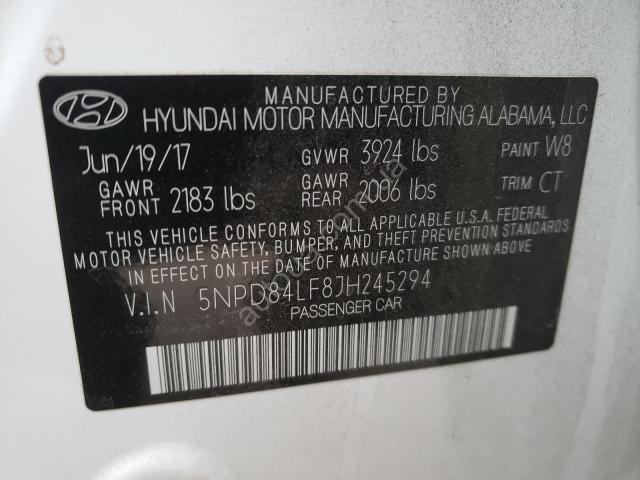 MANUFACTURED BY
HYUNDAI MOTOR MANUFACTURING ALABAMA, LLC
Jun/19/17 GVWR 3924 lbs PAINT W8
GAWR FRONT 2183 lbs GAWR REAR 2006 lbs TRIM CT
THIS VEHICLE CONFORMS TO ALL APPLICABLE U.S.A. FEDERAL
MOTOR VEHICLE SAFETY, BUMPER, AND THEFT PREVENTION STANDARDS
IN EFFECT ON THE DATE OF MANUFACTURE SHOWN ABOVE.
V.I.N 5NPD84LF8JH245294
PASSENGER CAR